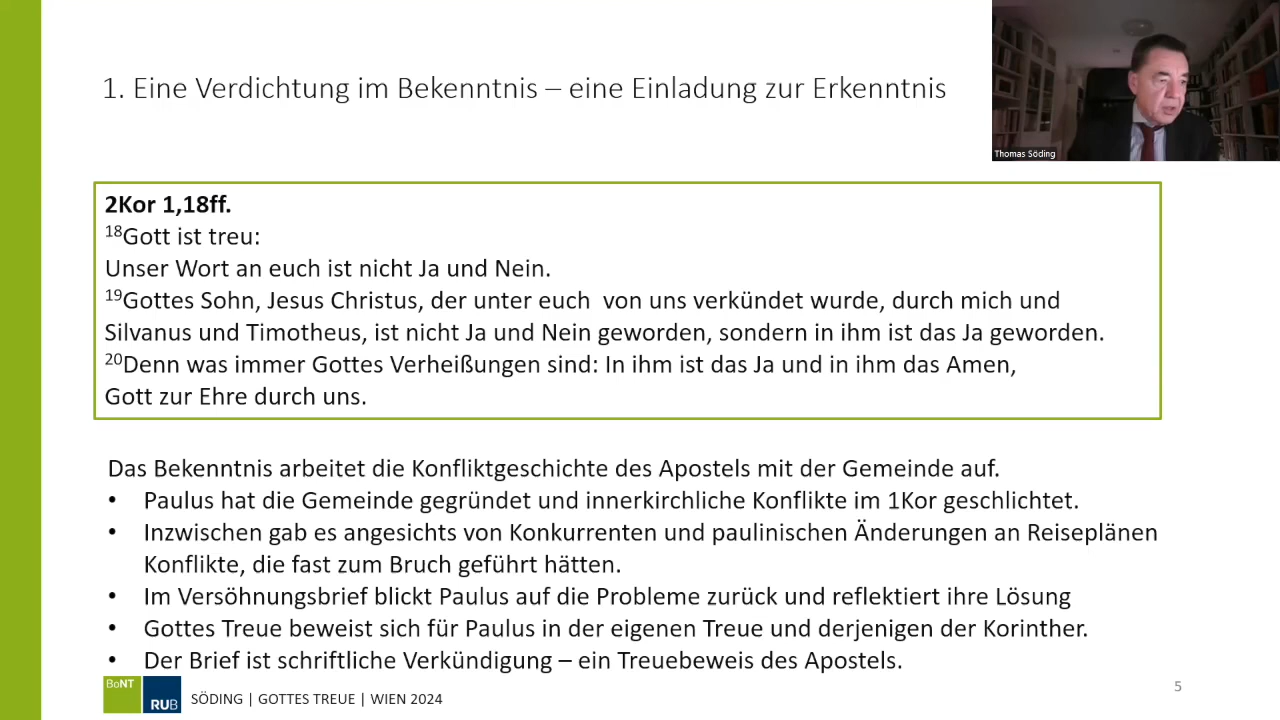 1. Eine Verdichtung im Bekenntnis – eine Einladung zur Erkenntnis
Thomas Söding
2Kor 1,18ff.
¹⁸Gott ist treu:
Unser Wort an euch ist nicht Ja und Nein.
¹⁹Gottes Sohn, Jesus Christus, der unter euch  von uns verkündet wurde, durch mich und
Silvanus und Timotheus, ist nicht Ja und Nein geworden, sondern in ihm ist das Ja geworden.
²⁰Denn was immer Gottes Verheißungen sind: In ihm ist das Ja und in ihm das Amen,
Gott zur Ehre durch uns.
Das Bekenntnis arbeitet die Konfliktgeschichte des Apostels mit der Gemeinde auf.
• Paulus hat die Gemeinde gegründet und innerkirchliche Konflikte im 1Kor geschlichtet.
• Inzwischen gab es angesichts von Konkurrenten und paulinischen Änderungen an Reiseplänen
Konflikte, die fast zum Bruch geführt hätten.
• Im Versöhnungsbrief blickt Paulus auf die Probleme zurück und reflektiert ihre Lösung
• Gottes Treue beweist sich für Paulus in der eigenen Treue und derjenigen der Korinther.
• Der Brief ist schriftliche Verkündigung – ein Treuebeweis des Apostels.
BoNT
RUB
SÖDING | GOTTES TREUE | WIEN 2024
5